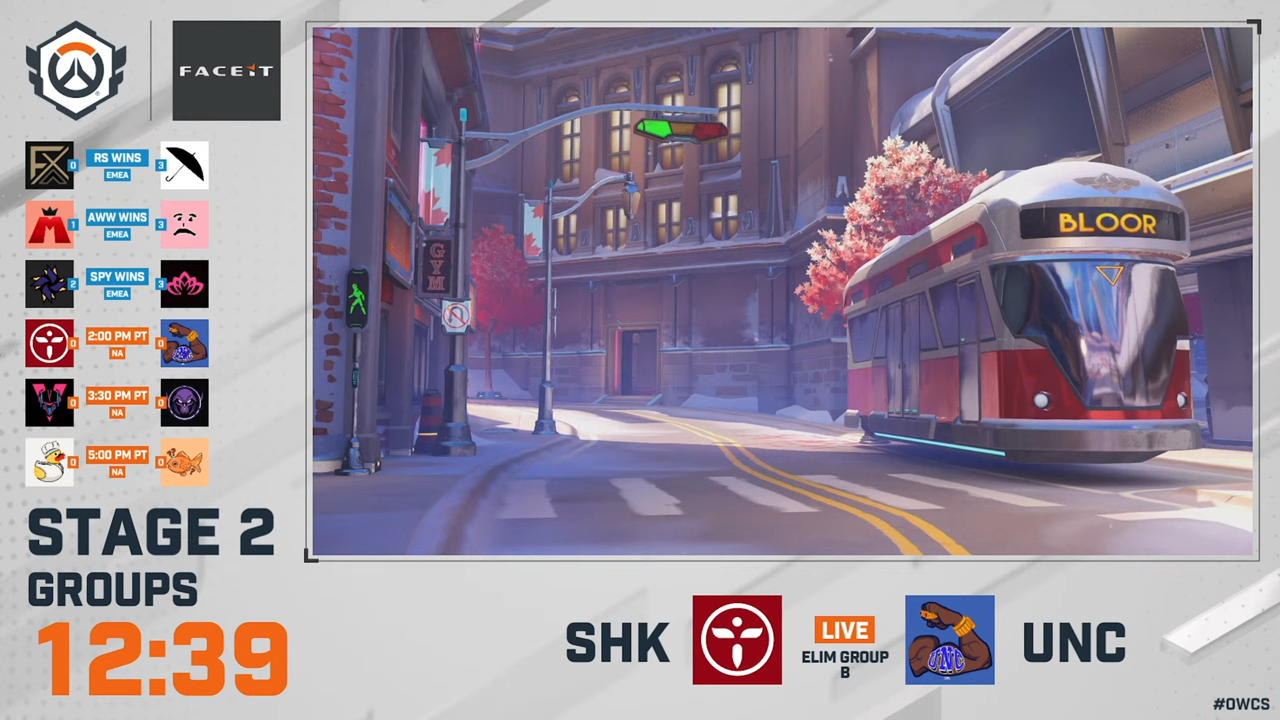 FACEIT
FX
0
RS WINS
3
EMEA
M
1
AWW WINS
3
EMEA
2
SPY WINS
3
EMEA
0
2:00 PM PT
0
NA
0
3:30 PM PT
0
NA
0
5:00 PM PT
0
NA
STAGE 2
GROUPS
12:39
GYM
BLOOR
SHK
LIVE
ELIM GROUP
B
UNC
UNC
#OWCS